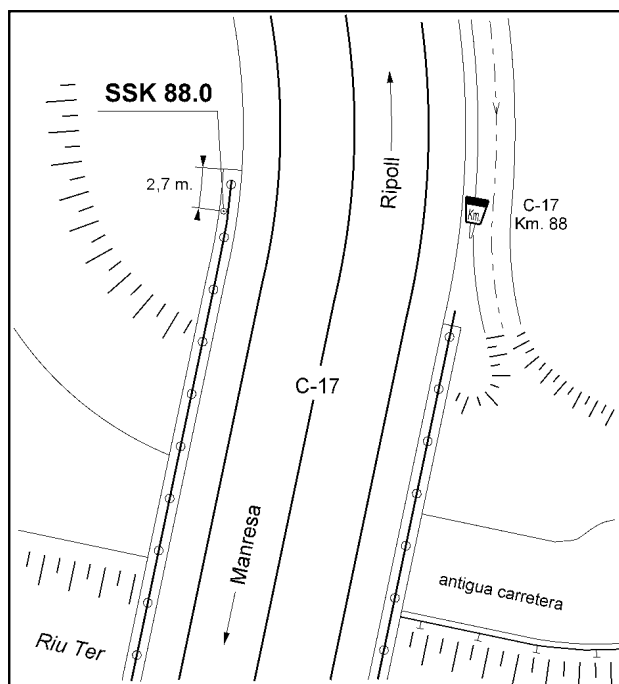 SSK 88.0
2,7 m.
Ripoll
Km.
C-17
Km. 88
C-17
Manresa
antigua carretera
Riu Ter